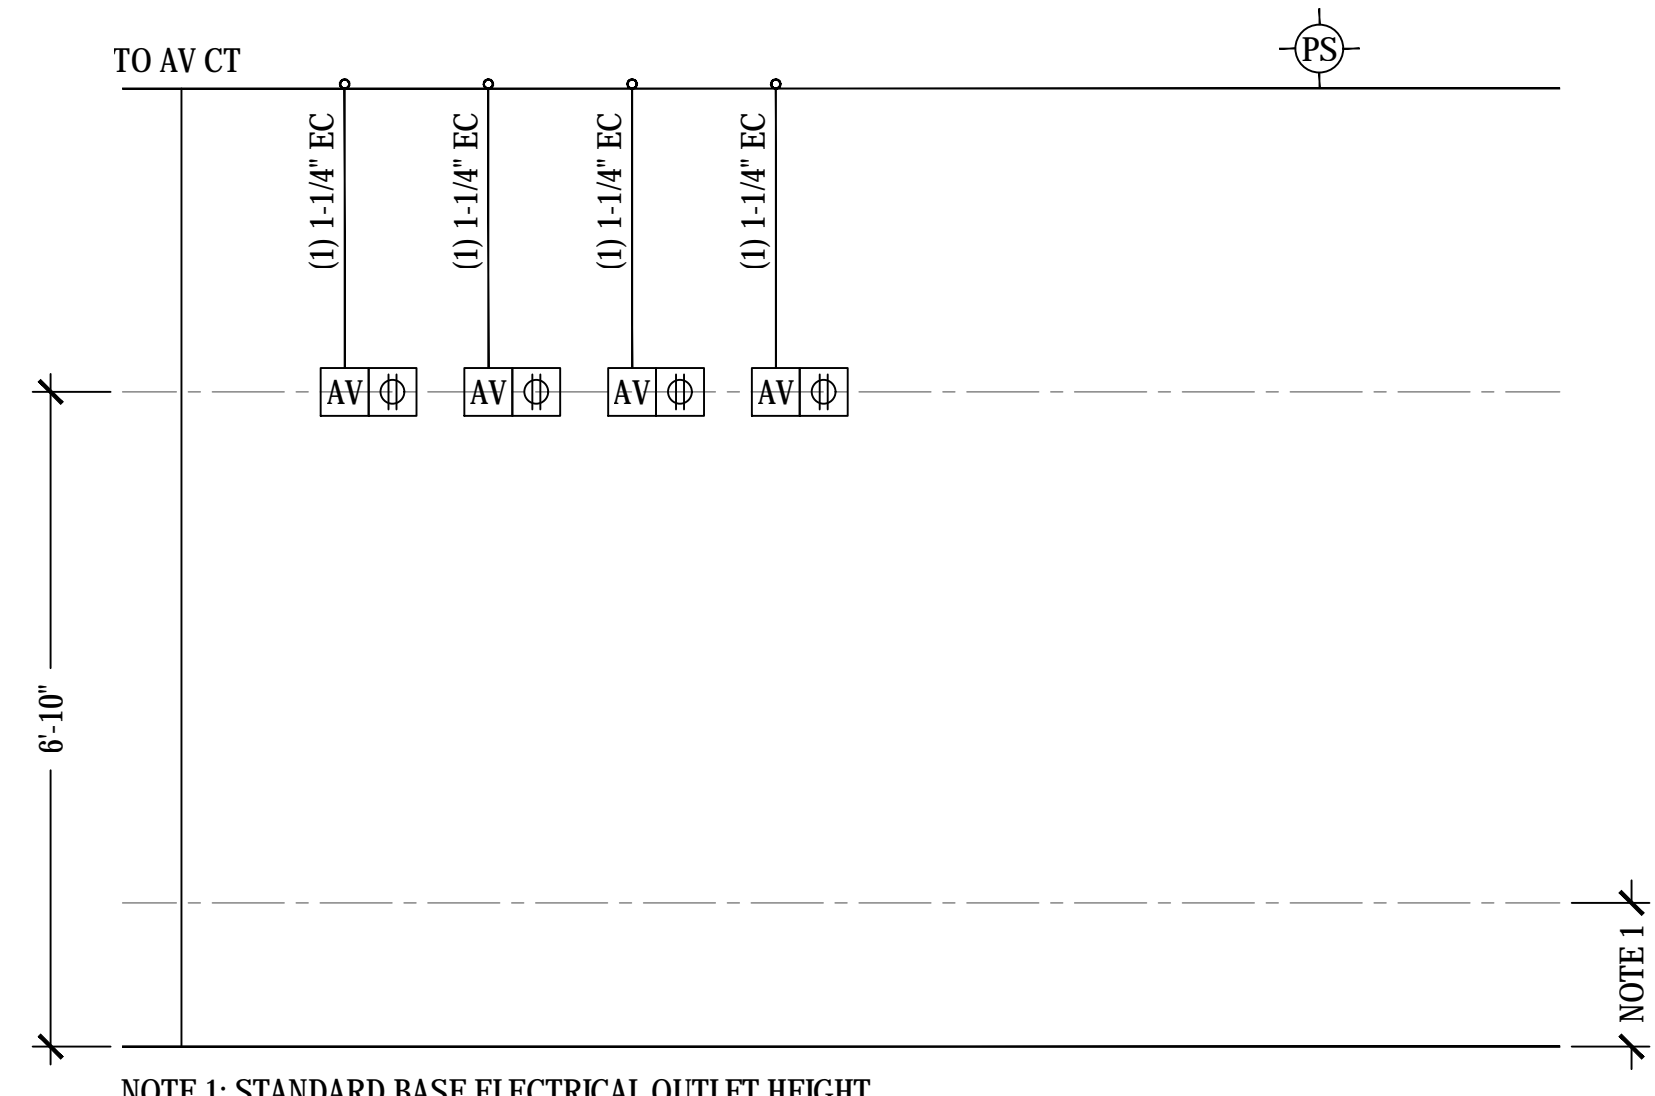 TO AV CT
PS
(1) 1-1/4" EC
(1) 1-1/4" EC
(1) 1-1/4" EC
(1) 1-1/4" EC
AV
AV
AV
AV
6'-10"
NOTE 1
NOTE 1: STANDARD BASE ELECTRICAL OUTLET HEIGHT